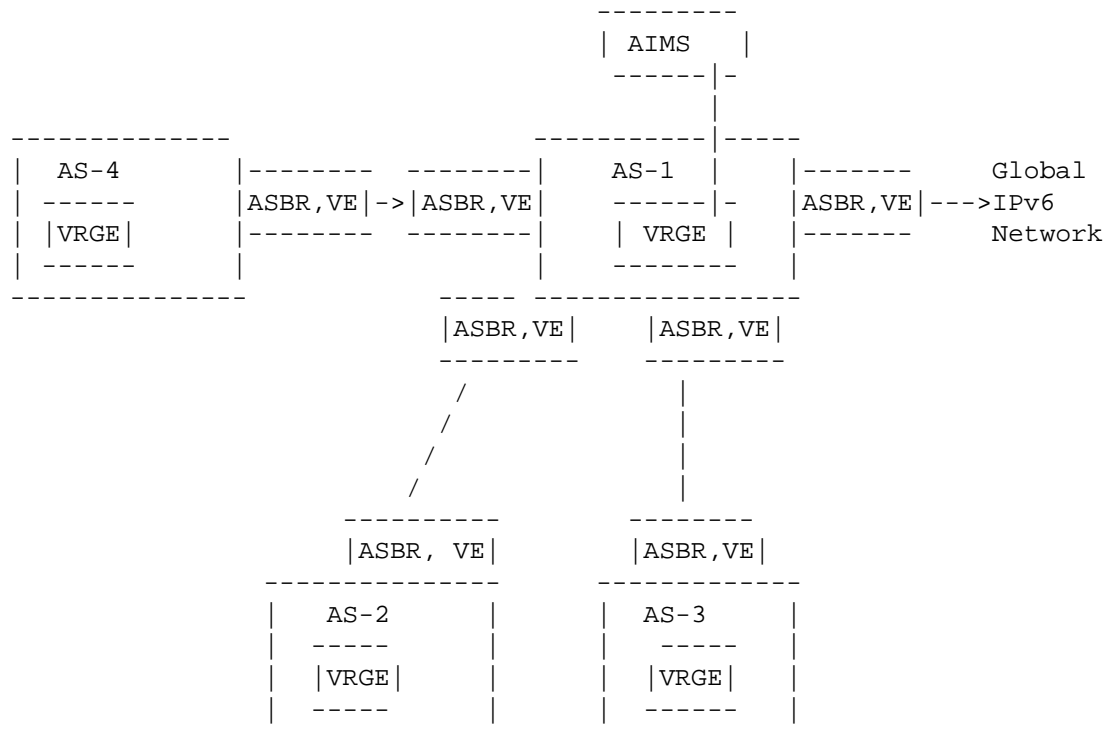 AIMS
AS-4 AS-1 Global
ASBR,VE -> ASBR,VE ASBR,VE --->IPv6
VRGE VRGE Network
ASBR,VE ASBR,VE
ASBR, VE ASBR,VE
AS-2 AS-3
VRGE VRGE